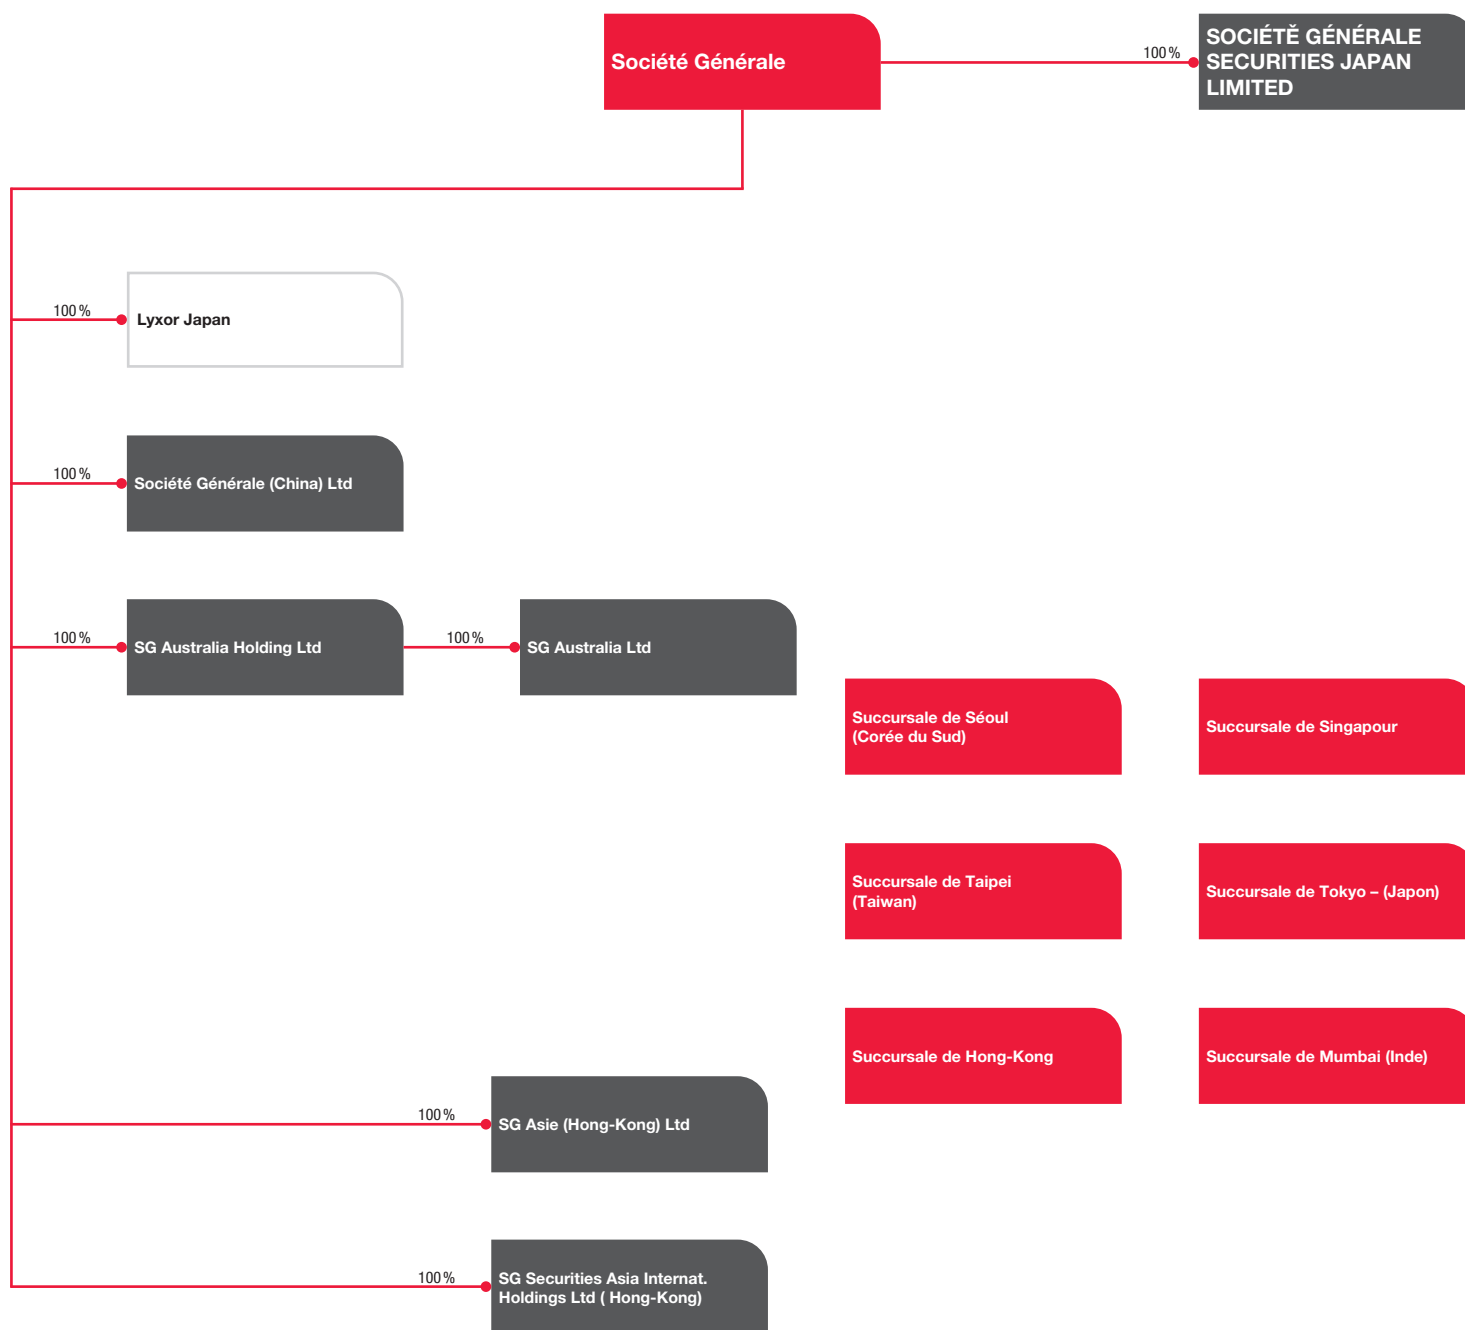 Société Générale
100 %
SOCIÉTĚ GÉNÉRALE
SECURITIES JAPAN
LIMITED
100 %
Lyxor Japan
100 %
Société Générale (China) Ltd
100 %
SG Australia Holding Ltd
100 %
SG Australia Ltd
Succursale de Séoul
(Corée du Sud)
Succursale de Singapour
Succursale de Taipei
(Taiwan)
Succursale de Tokyo – (Japon)
Succursale de Hong-Kong
Succursale de Mumbai (Inde)
100 %
SG Asie (Hong-Kong) Ltd
100 %
SG Securities Asia Internat.
Holdings Ltd ( Hong-Kong)